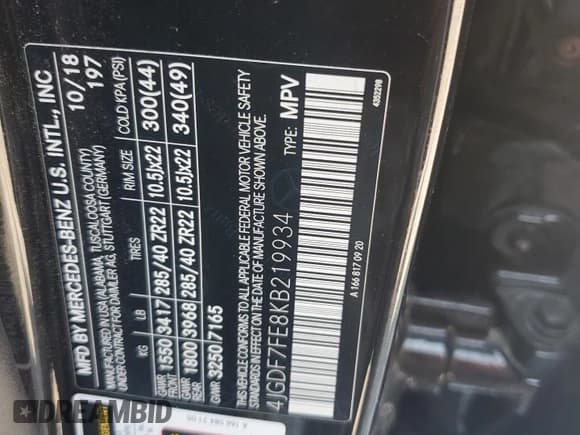 MFD BY MERCEDES-BENZ U.S. INTL., INC
MANUFACTURED IN USA (ALABAMA, TUSCALOOSA COUNTY)
UNDER CONTRACT FOR DAIMLER AG, STUTTGART (GERMANY)
10/18
197
KG LB TIRES RIM SIZE COLD KPA (PSI)
GWR FRONT 1550 3417 285/40 ZR22 10.5Jx22 300(44)
GWR REAR 1800 3968 285/40 ZR22 10.5Jx22 340(49)
GWR 3250 7165
THIS VEHICLE CONFORMS TO ALL APPLICABLE FEDERAL MOTOR VEHICLE SAFETY
STANDARDS IN EFFECT ON THE DATE OF MANUFACTURE SHOWN ABOVE.
TYPE: MPV
4JGDF7FE8KB219934
4352298
A 166 817 09 20
DREAMBID